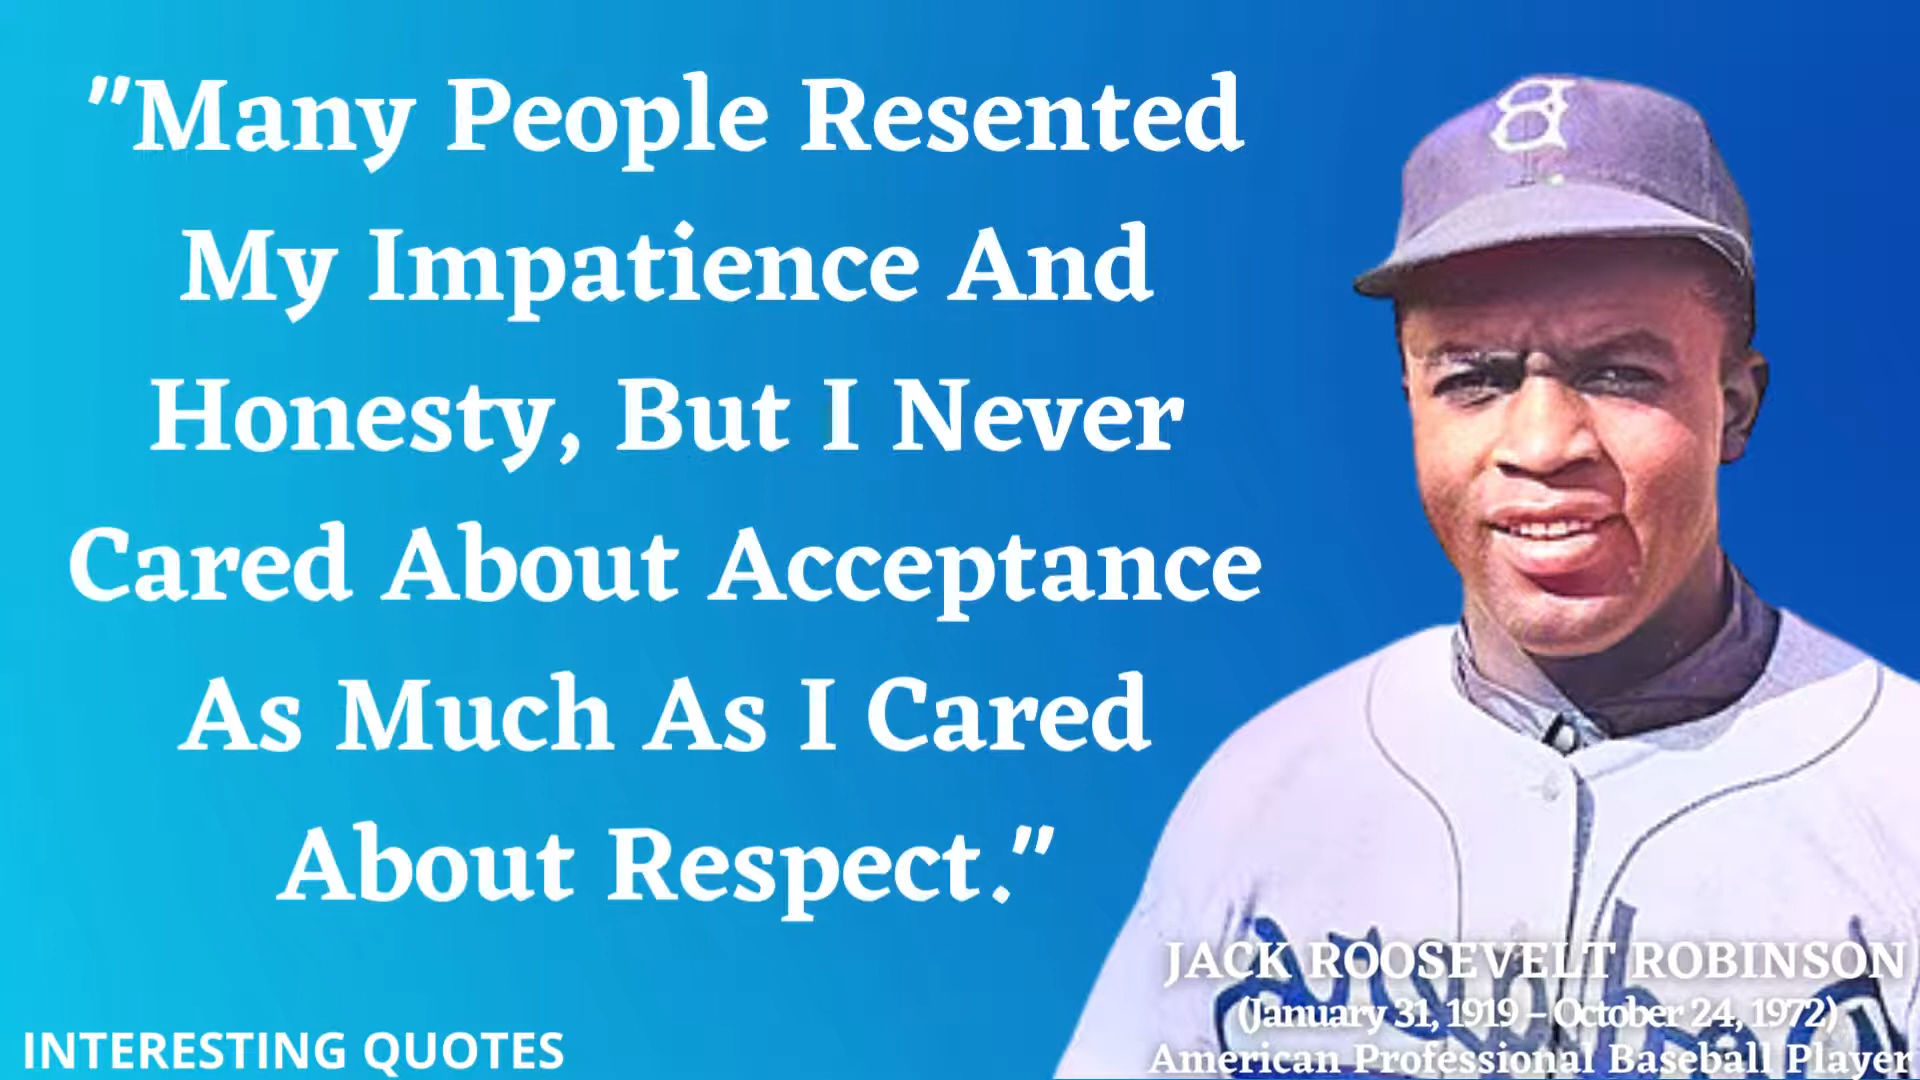 "Many People Resented
My Impatience And
Honesty, But I Never
Cared About Acceptance
As Much As I Cared
About Respect."
B
JACK ROOSEVELT ROBINSON
(January 31, 1919 – October 24, 1972)
American Professional Baseball Player
INTERESTING QUOTES